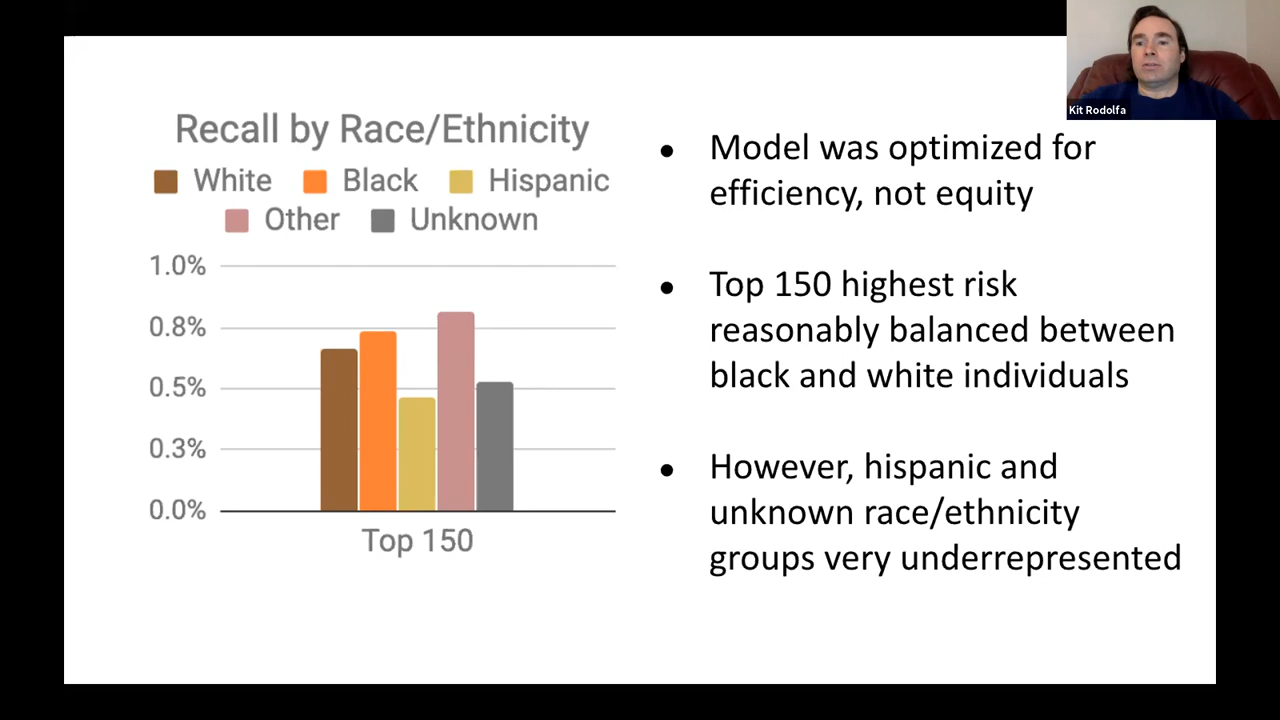 Kit Rodolfa
Recall by Race/Ethnicity
White Black Hispanic
Other Unknown
1.0%
0.8%
0.5%
0.3%
0.0%
Top 150
● Model was optimized for
efficiency, not equity
● Top 150 highest risk
reasonably balanced between
black and white individuals
● However, hispanic and
unknown race/ethnicity
groups very underrepresented